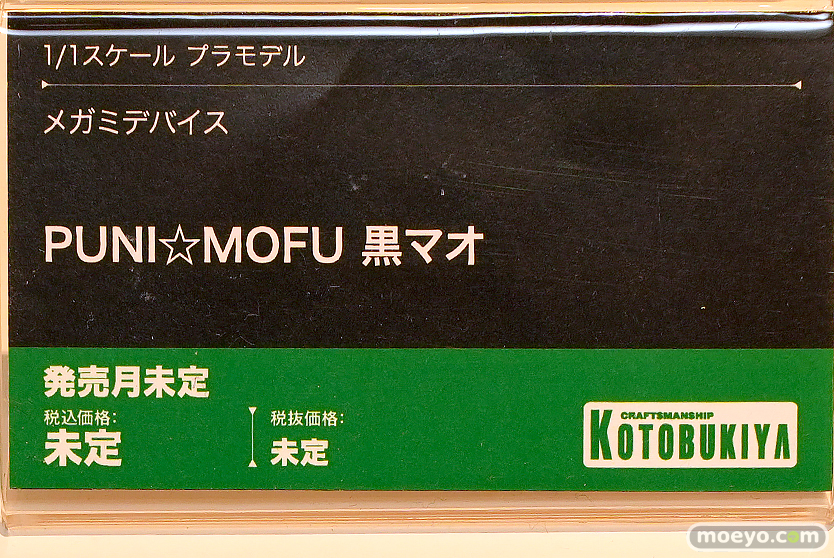 1/1スケール プラモデル
メガミデバイス
PUNI☆MOFU 黒マオ
発売月未定
税込価格:
未定
税抜価格:
未定
CRAFTSMANSHIP
KOTOBUKIYA
moeyo.com